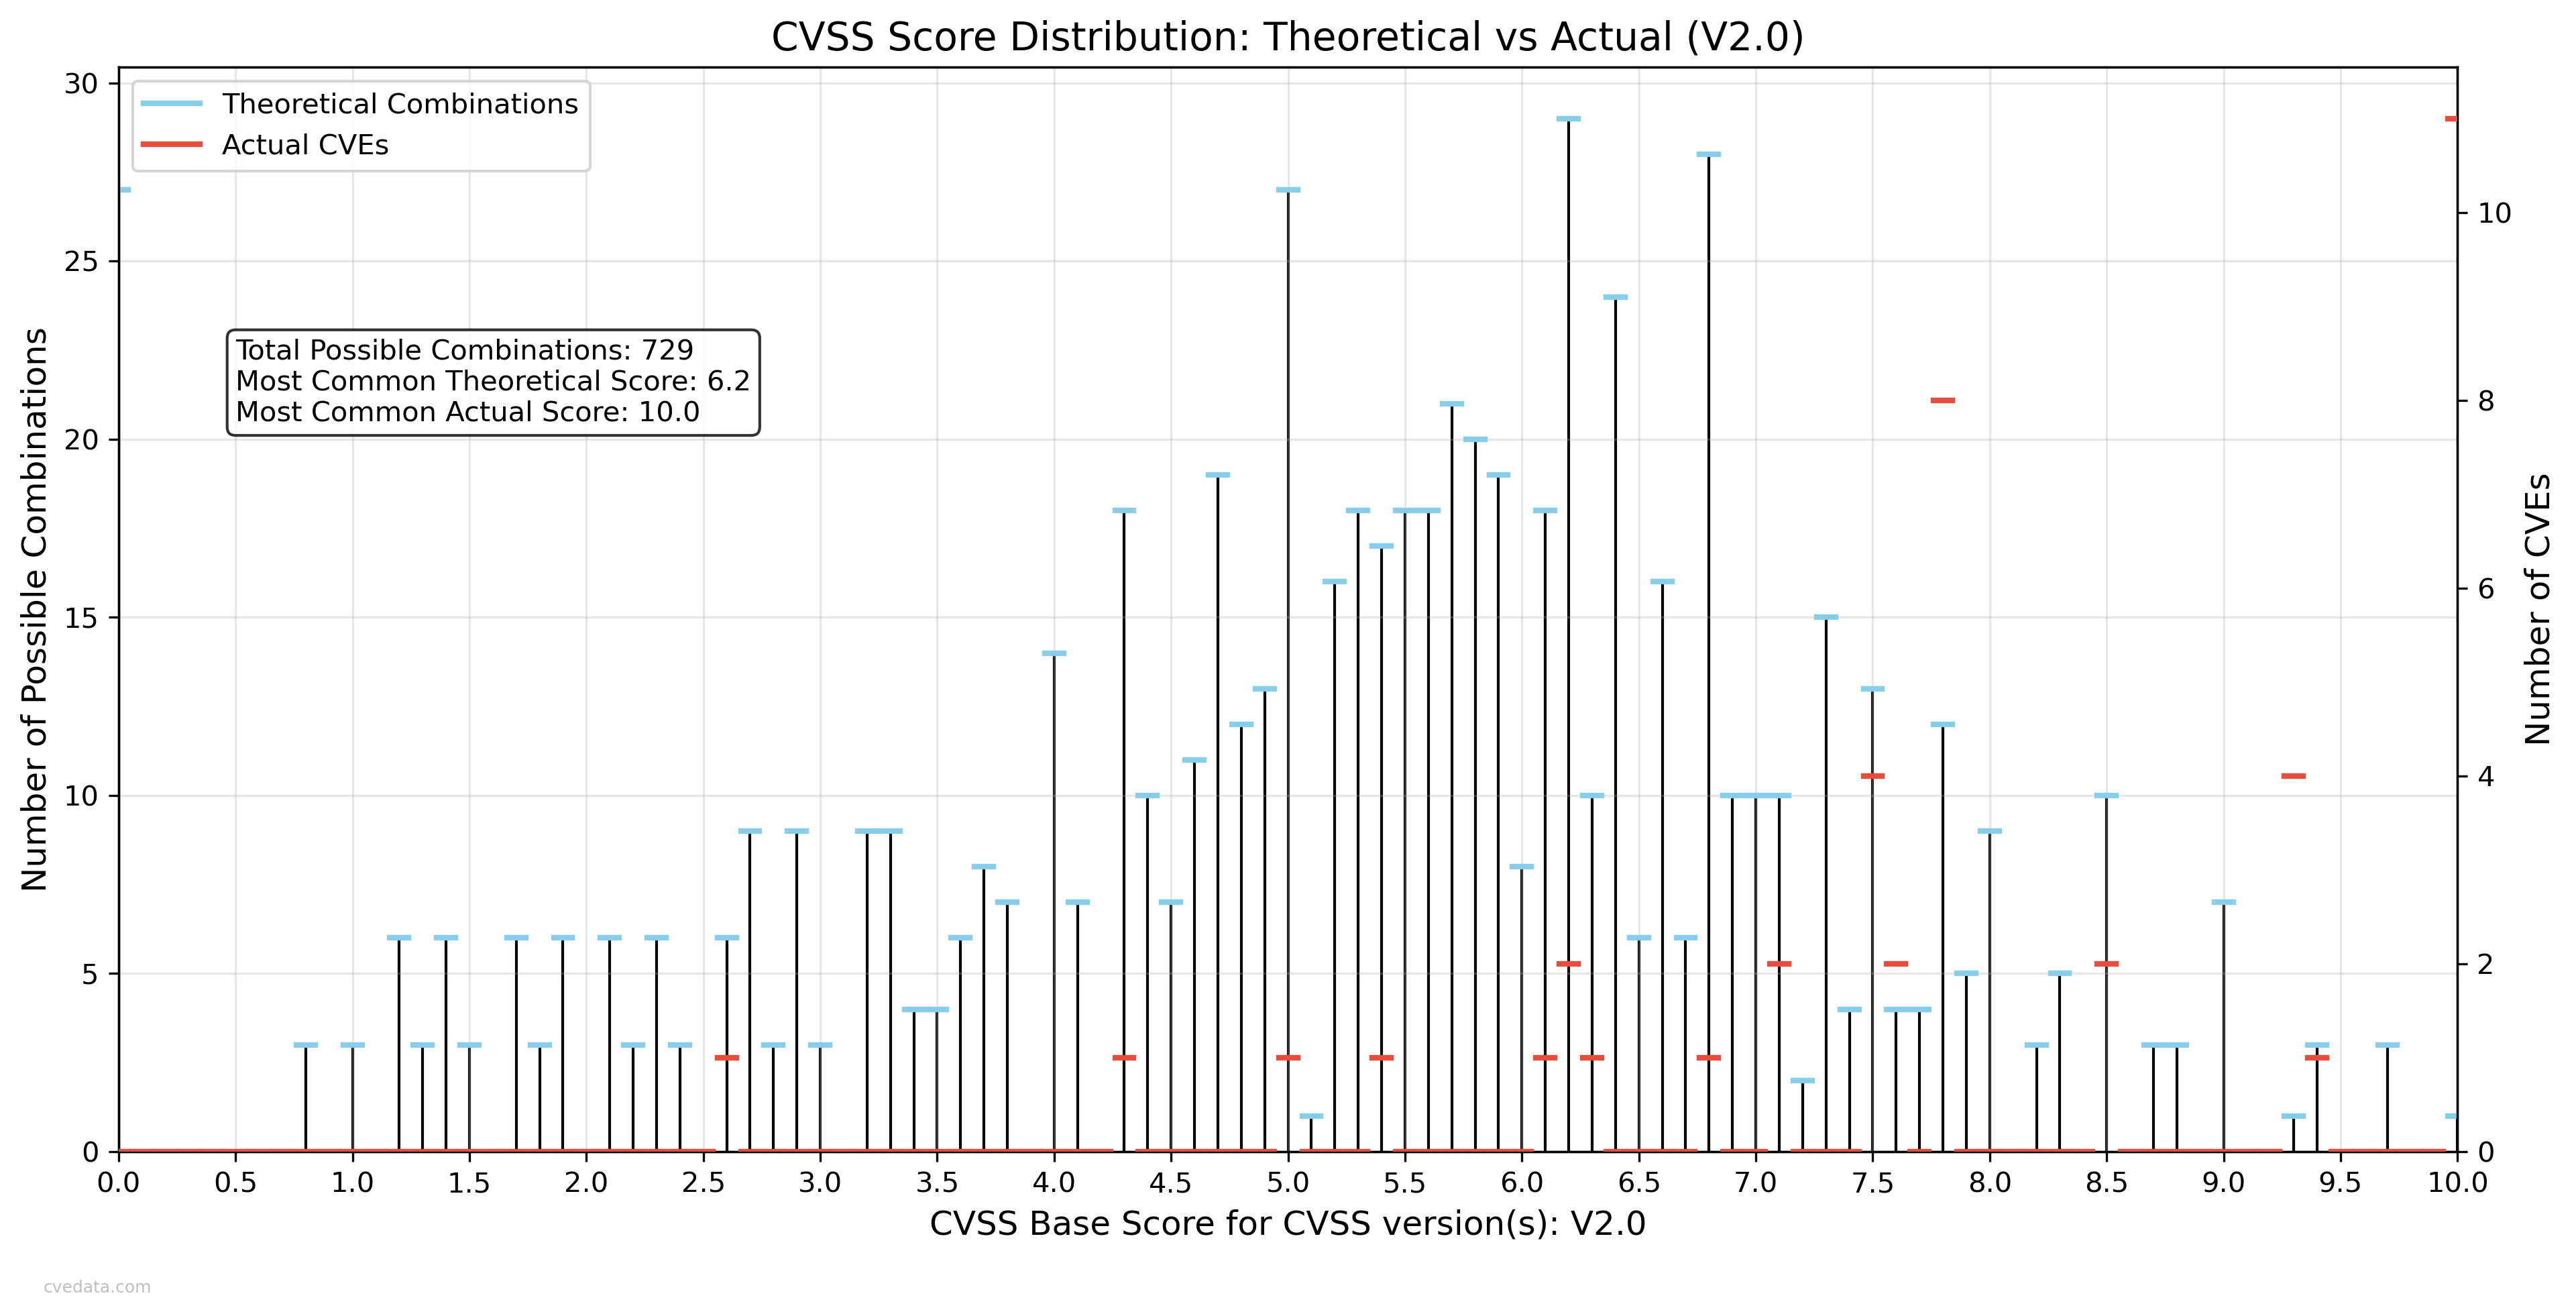 CVSS Score Distribution: Theoretical vs Actual (V2.0)
Theoretical Combinations
Actual CVEs
Total Possible Combinations: 729
Most Common Theoretical Score: 6.2
Most Common Actual Score: 10.0
Number of Possible Combinations
30
25
20
15
10
5
0
Number of CVEs
10
8
6
4
2
0
0.0 0.5 1.0 1.5 2.0 2.5 3.0 3.5 4.0 4.5 5.0 5.5 6.0 6.5 7.0 7.5 8.0 8.5 9.0 9.5 10.0
CVSS Base Score for CVSS version(s): V2.0
cvedata.com